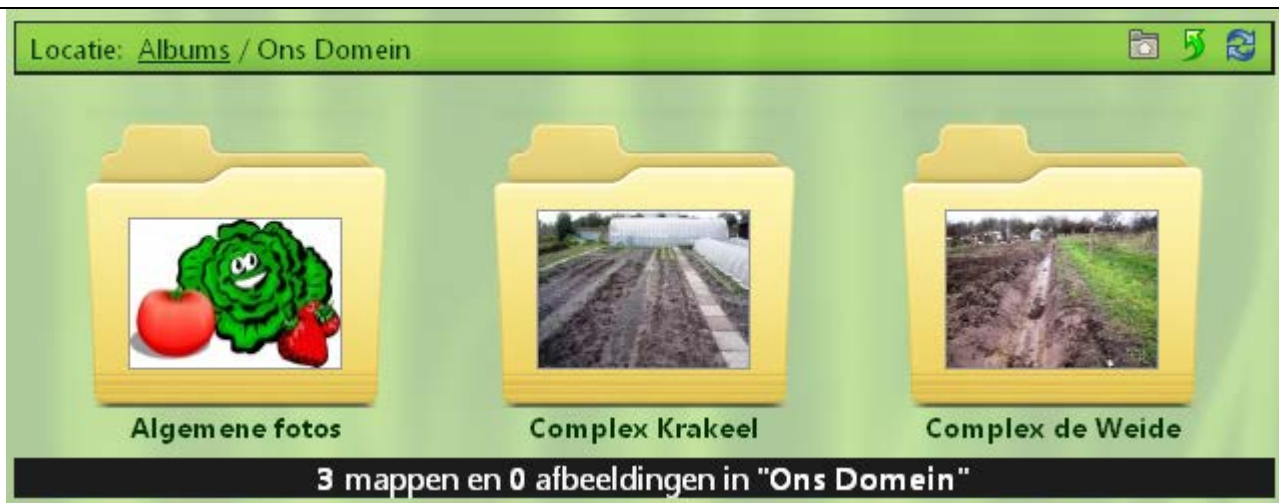 Locatie: Albums / Ons Domein
Algemene fotos
Complex Krakeel
Complex de Weide
3 mappen en 0 afbeeldingen in "Ons Domein"